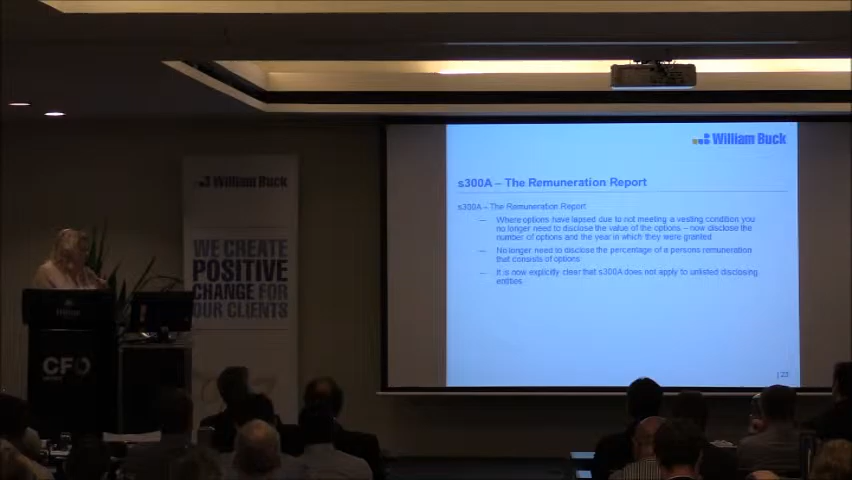 William Buck
s300A – The Remuneration Report
s300A – The Remuneration Report
— Where options have lapsed due to not meeting a vesting condition you
no longer need to disclose the value of the options – now disclose the
number of options and the year in which they were granted
— No longer need to disclose the percentage of a persons remuneration
that consists of options
— It is now explicitly clear that s300A does not apply to unlisted disclosing
entities
| 23
William Buck
WE CREATE
POSITIVE
CHANGE FOR
OUR CLIENTS
CFO